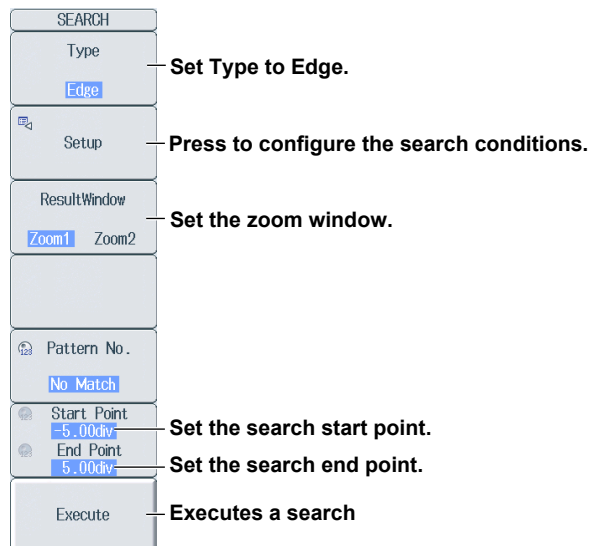 SEARCH
Type
Edge
Set Type to Edge.
Setup
Press to configure the search conditions.
ResultWindow
Zoom1 Zoom2
Set the zoom window.
123
Pattern No.
No Match
Start Point
-5.00div
Set the search start point.
End Point
5.00div
Set the search end point.
Execute
Executes a search